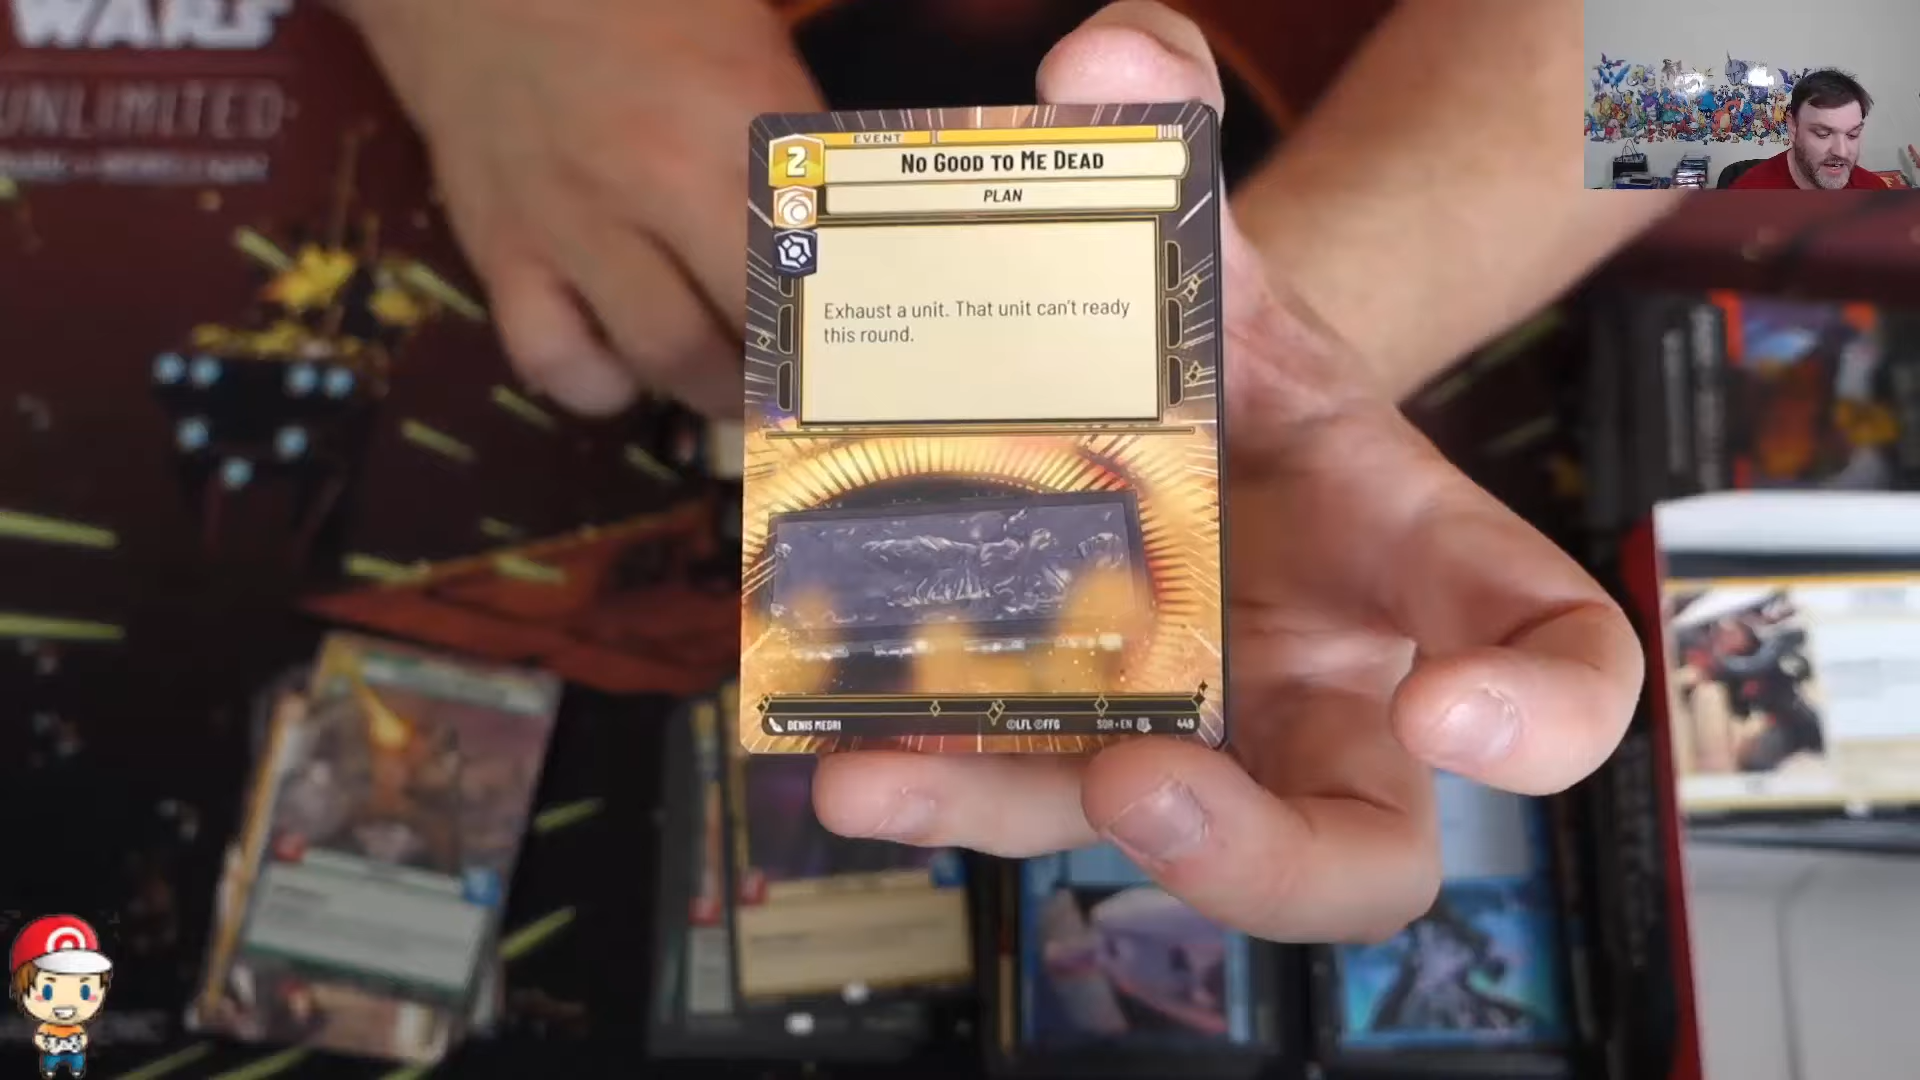 WARS
UNLIMITED
EVENT
2
NO GOOD TO ME DEAD
PLAN
Exhaust a unit. That unit can't ready
this round.
DENIS MEDRI
©LFL ©FFG
SOR • EN
449